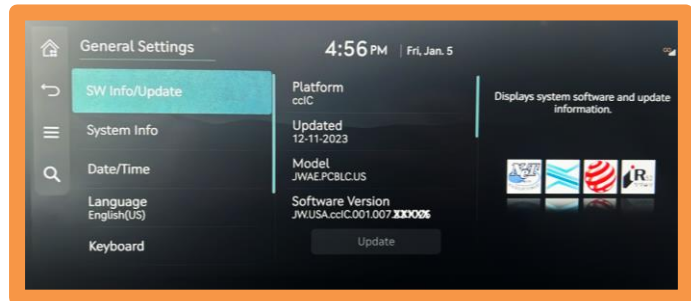 General Settings
4:56 PM | Fri, Jan. 5
SW Info/Update
System Info
Date/Time
Language
English(US)
Keyboard
Platform
ccIC
Updated
12-11-2023
Model
JWAE.PCBLC.US
Software Version
JW.USA.ccIC.001.007.
Update
Displays system software and update
information.